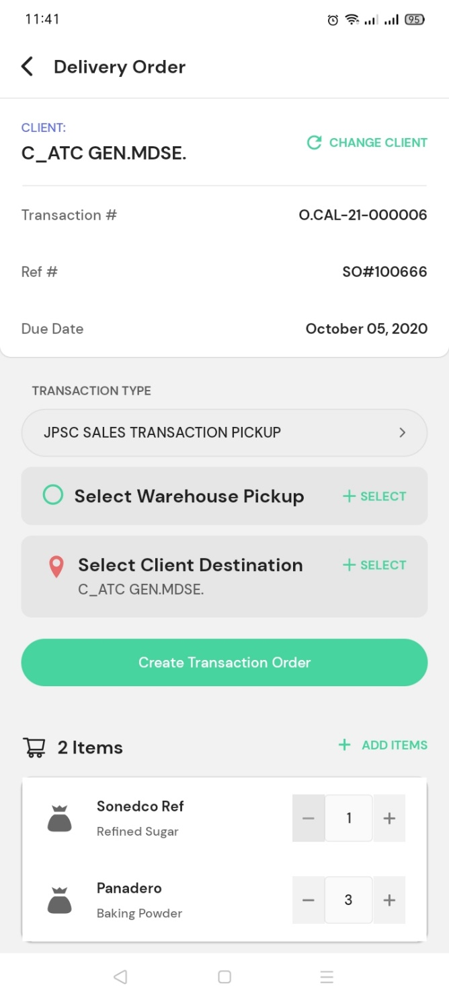 11:41
95
Delivery Order
CLIENT:
C_ATC GEN.MDSE.
CHANGE CLIENT
Transaction # O.CAL-21-000006
Ref # SO#100666
Due Date October 05, 2020
TRANSACTION TYPE
JPSC SALES TRANSACTION PICKUP
Select Warehouse Pickup + SELECT
Select Client Destination + SELECT
C_ATC GEN.MDSE.
Create Transaction Order
2 Items + ADD ITEMS
Sonedco Ref
Refined Sugar
− 1 +
Panadero
Baking Powder
− 3 +